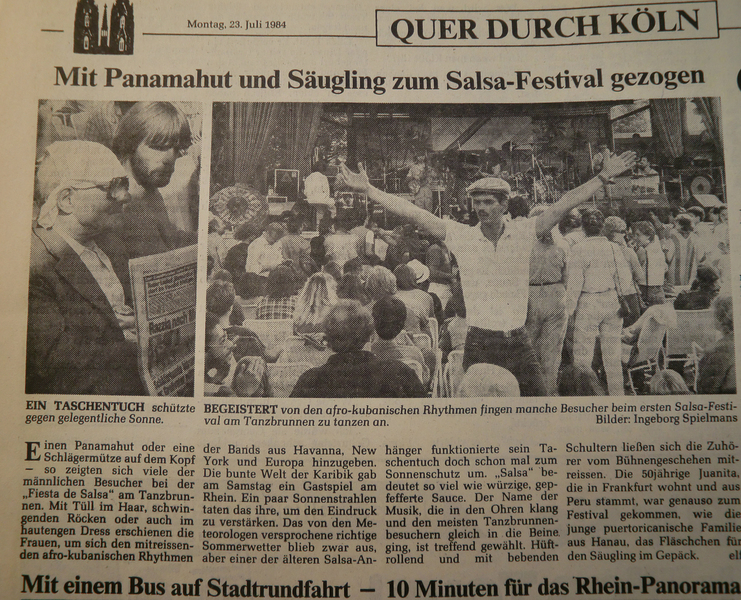 Montag, 23. Juli 1984
QUER DURCH KÖLN
Mit Panamahut und Säugling zum Salsa-Festival gezogen
EIN TASCHENTUCH schützte
gegen gelegentliche Sonne.
BEGEISTERT von den afro-kubanischen Rhythmen fingen manche Besucher beim ersten Salsa-Festi-
val am Tanzbrunnen zu tanzen an.
Bilder: Ingeborg Spielmans
Einen Panamahut oder eine
Schlägermütze auf dem Kopf
– so zeigten sich viele der
männlichen Besucher bei der
„Fiesta de Salsa“ am Tanzbrun-
nen. Mit Tüll im Haar, schwin-
genden Röcken oder auch im
hautengen Dress erschienen die
Frauen, um sich den mitreissen-
den afro-kubanischen Rhythmen
der Bands aus Havanna, New
York und Europa hinzugeben.
Die bunte Welt der Karibik gab
am Samstag ein Gastspiel am
Rhein. Ein paar Sonnenstrahlen
taten das ihre, um den Eindruck
zu verstärken. Das von den Me-
teorologen versprochene richtige
Sommerwetter blieb zwar aus,
aber einer der älteren Salsa-An-
hänger funktionierte sein Ta-
schentuch doch schon mal zum
Sonnenschutz um. „Salsa“ be-
deutet so viel wie würzige, gep-
fefferte Sauce. Der Name der
Musik, die in den Ohren klang
und den meisten Tanzbrunnen-
besuchern gleich in die Beine
ging, ist treffend gewählt. Hüft-
rollend und mit bebenden
Schultern ließen sich die Zuhö-
rer vom Bühnengeschehen mit-
reissen. Die 50jährige Juanita,
die in Frankfurt wohnt und aus
Peru stammt, war genauso zum
Festival gekommen, wie die
junge puertoricanische Familie
aus Hanau, das Fläschchen für
den Säugling im Gepäck.
elf
Mit einem Bus auf Stadtrundfahrt – 10 Minuten für das Rhein-Panorama